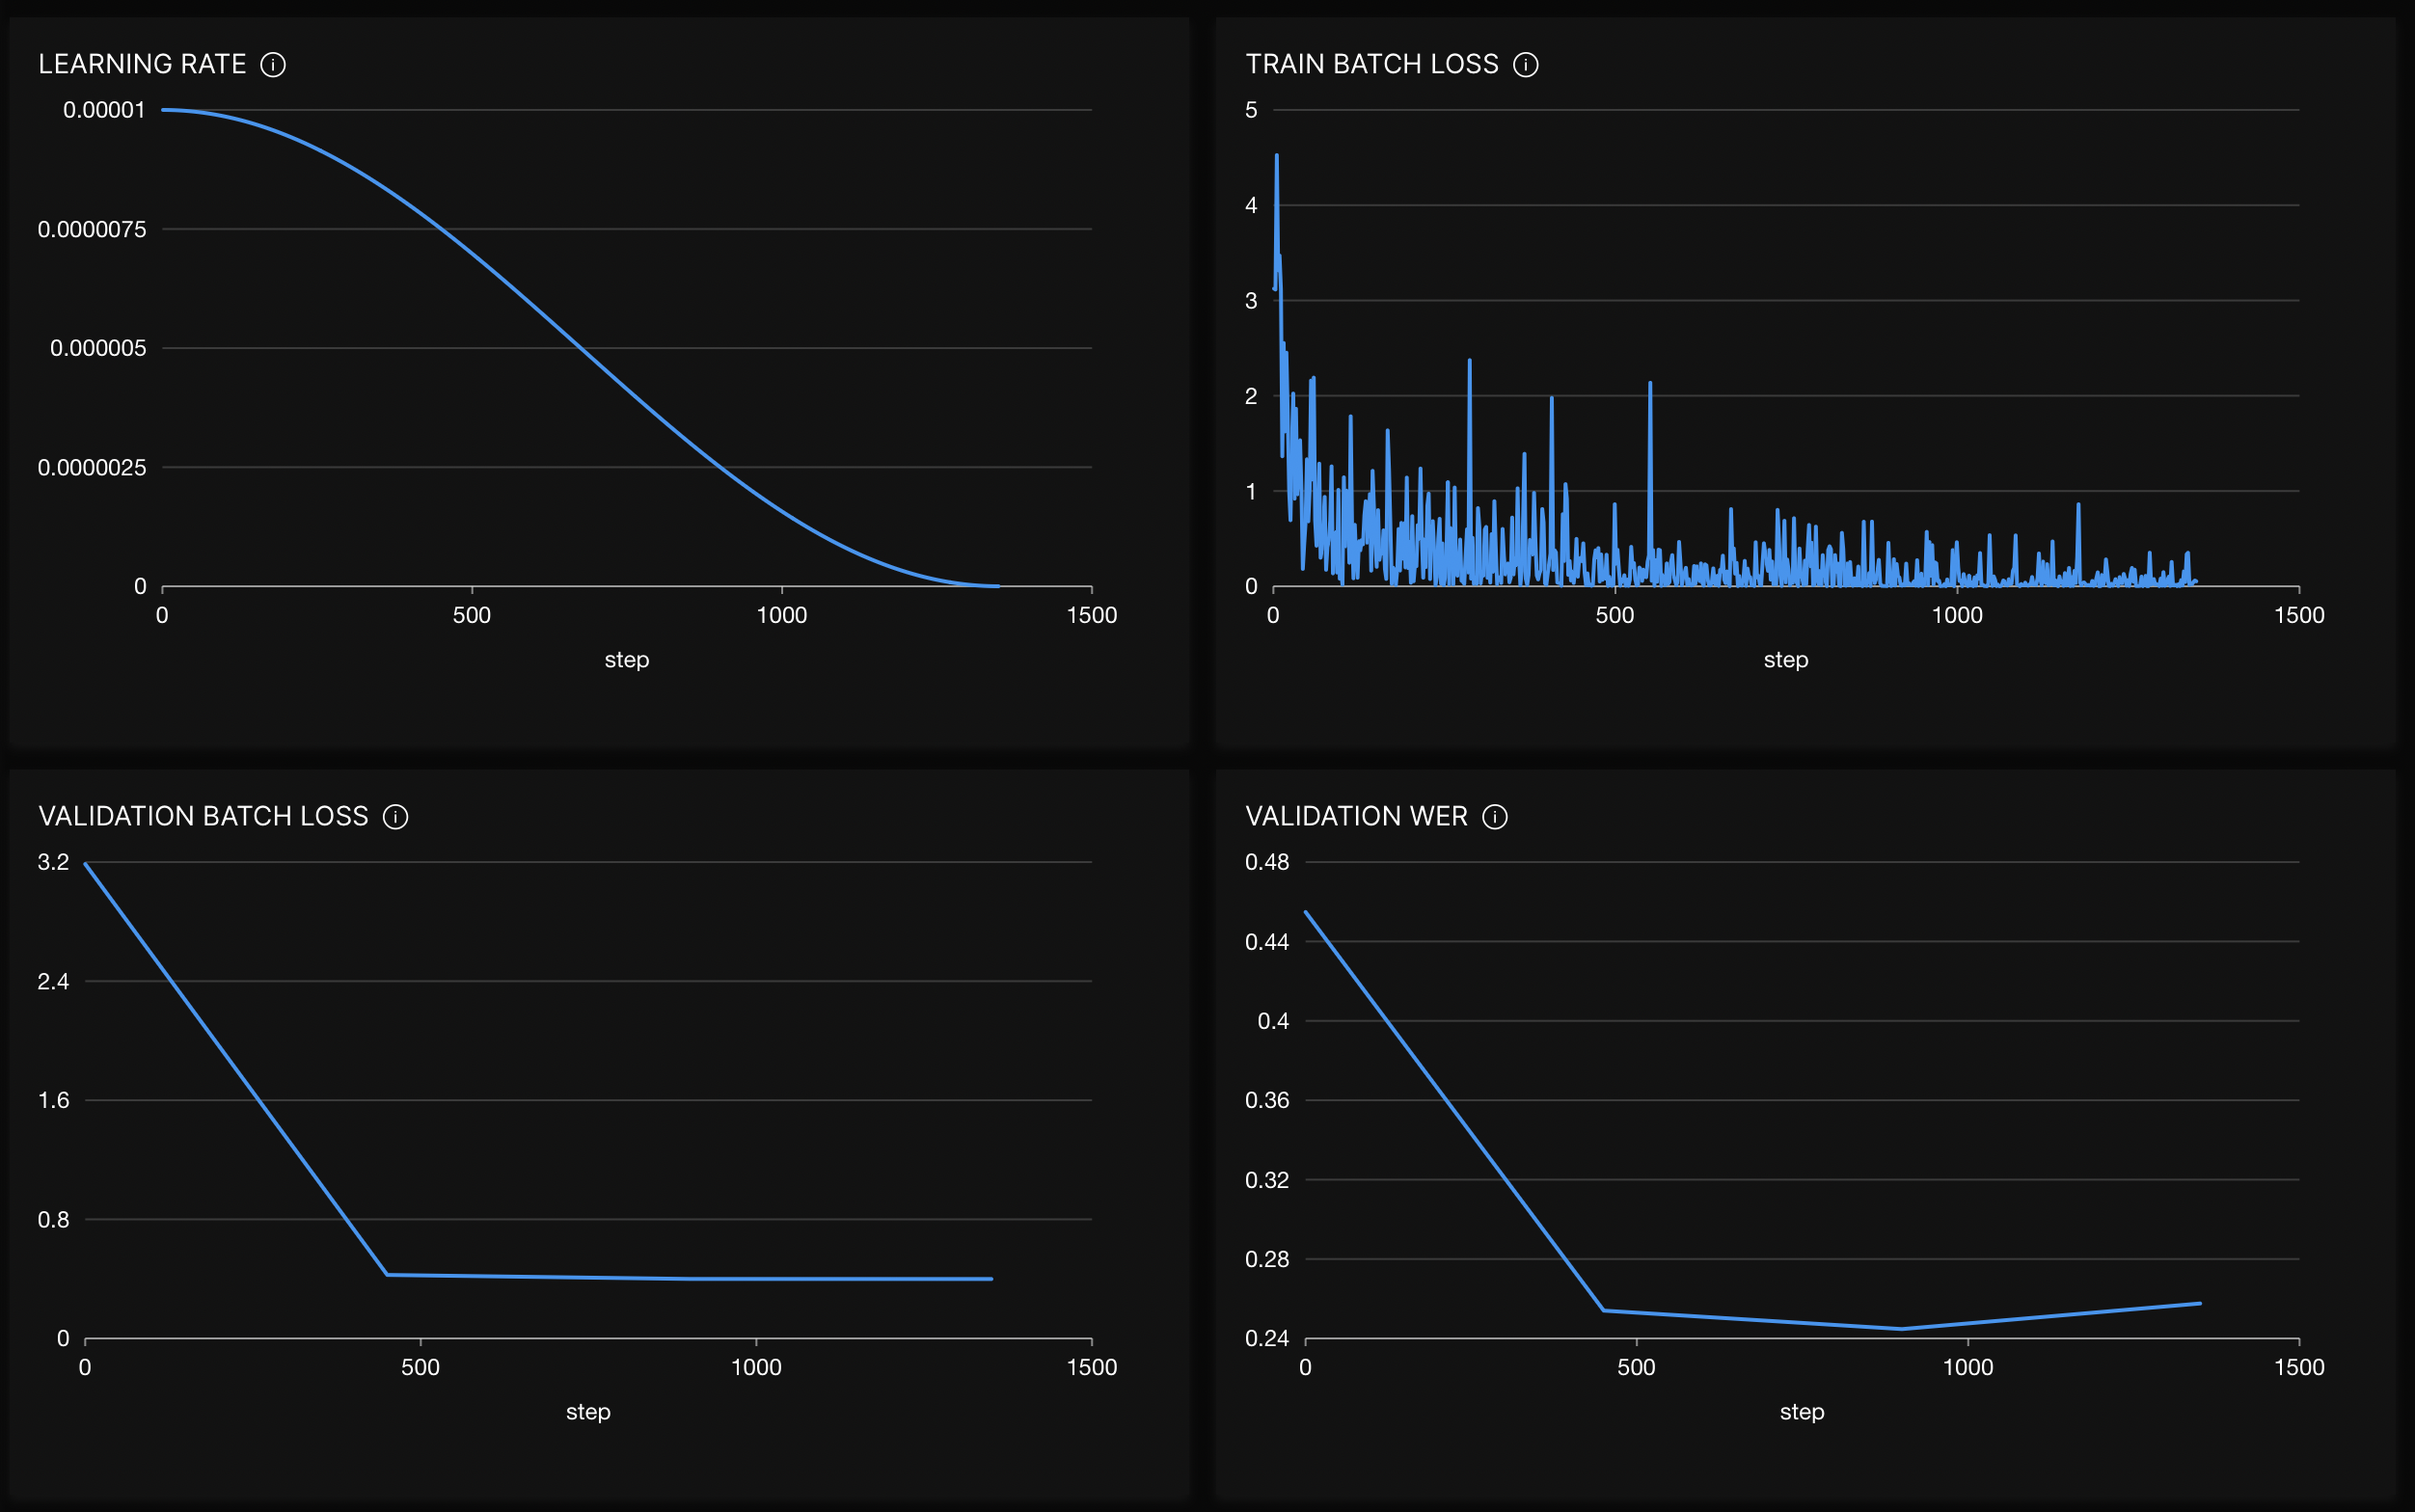 LEARNING RATE
0.00001
0.0000075
0.000005
0.0000025
0
0 500 1000 1500
step
TRAIN BATCH LOSS
5
4
3
2
1
0
0 500 1000 1500
step
VALIDATION BATCH LOSS
3.2
2.4
1.6
0.8
0
0 500 1000 1500
step
VALIDATION WER
0.48
0.44
0.4
0.36
0.32
0.28
0.24
0 500 1000 1500
step